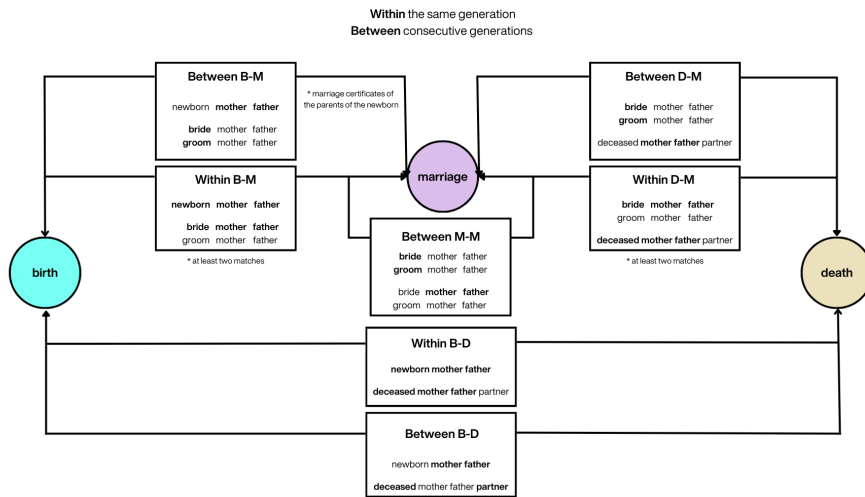 Within the same generation
Between consecutive generations
Between B-M
newborn mother father
bride mother father
groom mother father
* marriage certificates of
the parents of the newborn
Between D-M
bride mother father
groom mother father
deceased mother father partner
marriage
Within B-M
newborn mother father
bride mother father
groom mother father
* at least two matches
Within D-M
bride mother father
groom mother father
deceased mother father partner
* at least two matches
Between M-M
bride mother father
groom mother father
bride mother father
groom mother father
birth
death
Within B-D
newborn mother father
deceased mother father partner
Between B-D
newborn mother father
deceased mother father partner